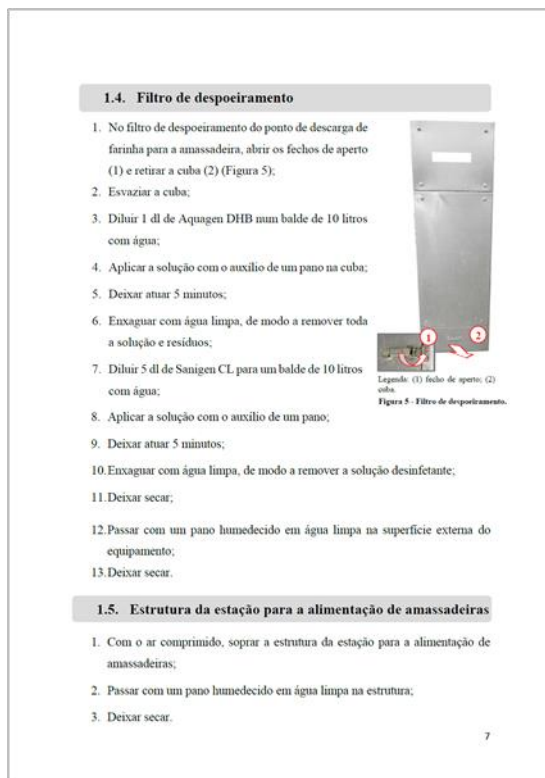 1.4. Filtro de despoeiramento
1. No filtro de despoeiramento do ponto de descarga de
farinha para a amassadeira, abrir os fechos de aperto
(1) e retirar a cuba (2) (Figura 5);
2. Esvaziar a cuba;
3. Diluir 1 dl de Aquagen DHB num balde de 10 litros
com água;
4. Aplicar a solução com o auxílio de um pano na cuba;
5. Deixar atuar 5 minutos;
6. Enxaguar com água limpa, de modo a remover toda
a solução e resíduos;
7. Diluir 5 dl de Sanigen CL para um balde de 10 litros
com água;
8. Aplicar a solução com o auxílio de um pano;
9. Deixar atuar 5 minutos;
10. Enxaguar com água limpa, de modo a remover a solução desinfetante;
11. Deixar secar;
12. Passar com um pano humedecido em água limpa na superfície externa do
equipamento;
13. Deixar secar.
1
2
Legenda: (1) fecho de aperto; (2)
cuba.
Figura 5 - Filtro de despoeiramento.
1.5. Estrutura da estação para a alimentação de amassadeiras
1. Com o ar comprimido, soprar a estrutura da estação para a alimentação de
amassadeiras;
2. Passar com um pano humedecido em água limpa na estrutura;
3. Deixar secar.
7